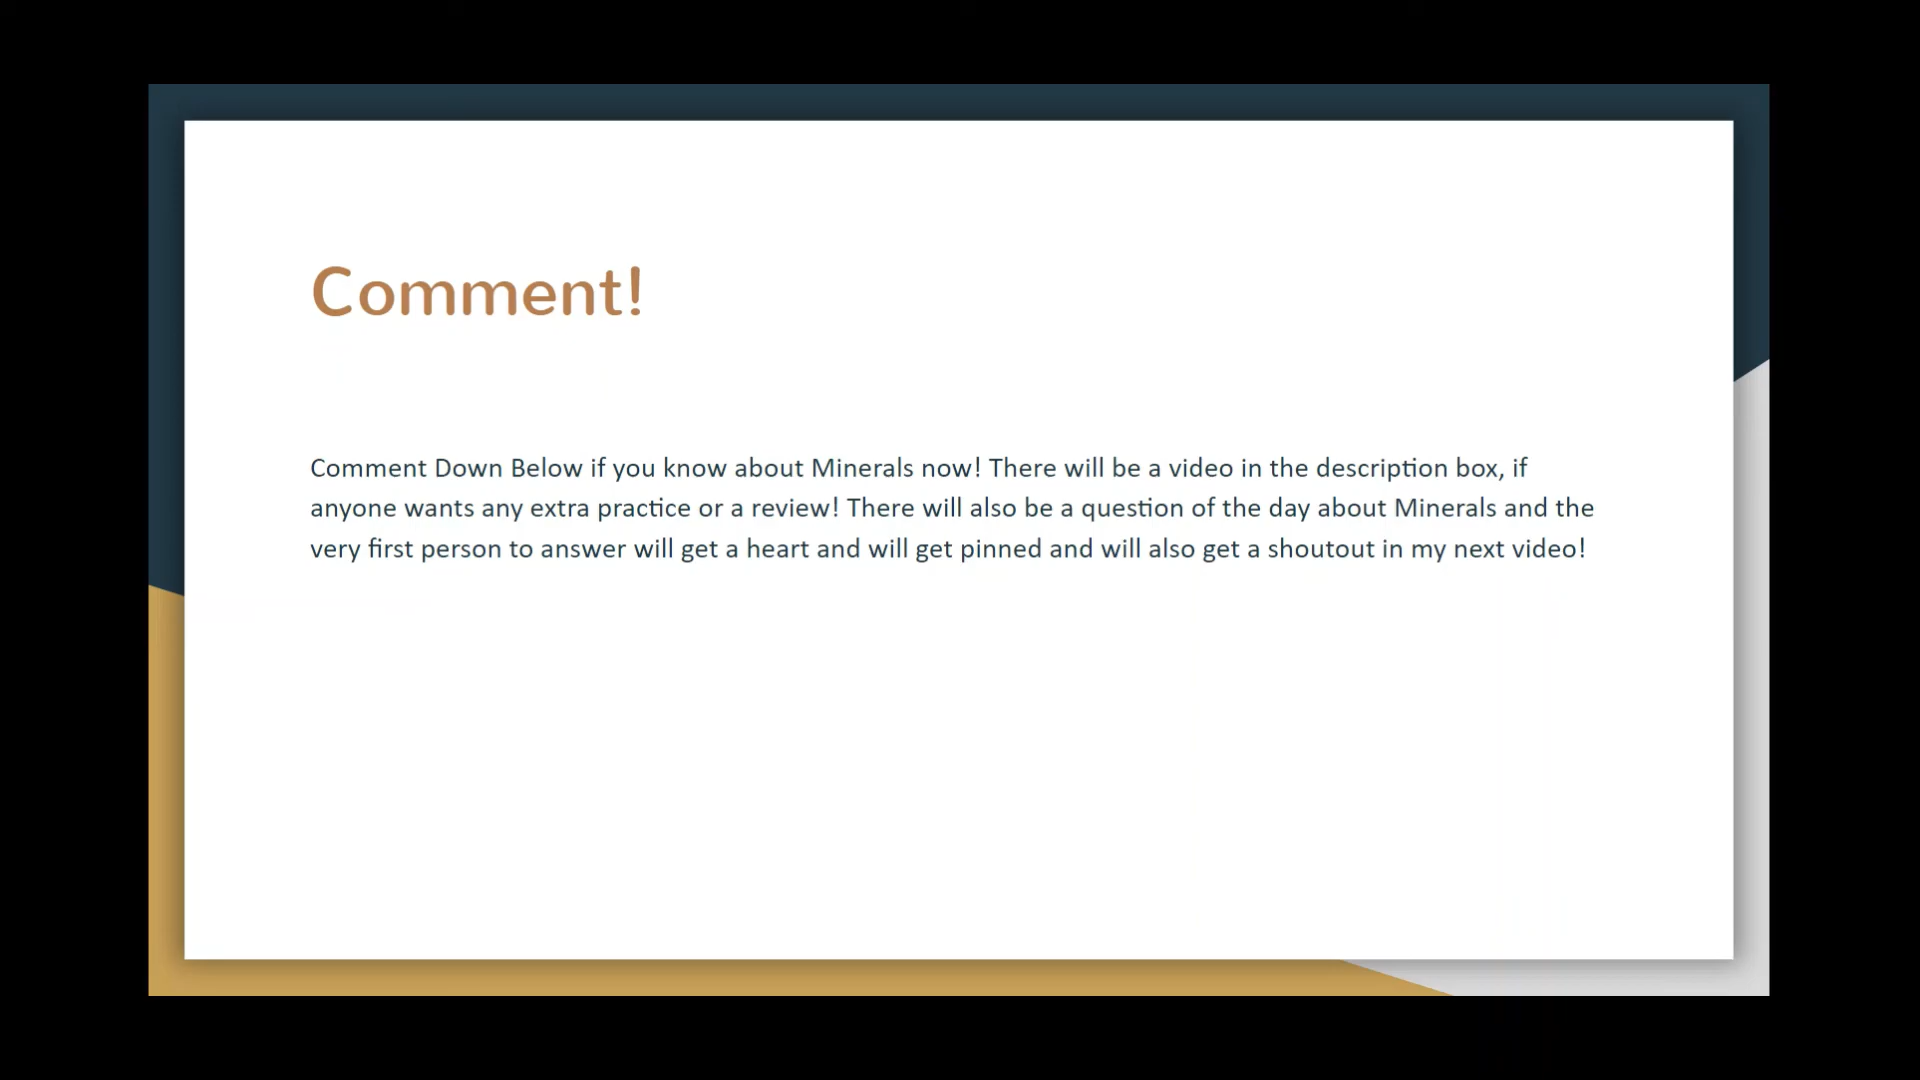 Comment!
Comment Down Below if you know about Minerals now! There will be a video in the description box, if
anyone wants any extra practice or a review! There will also be a question of the day about Minerals and the
very first person to answer will get a heart and will get pinned and will also get a shoutout in my next video!